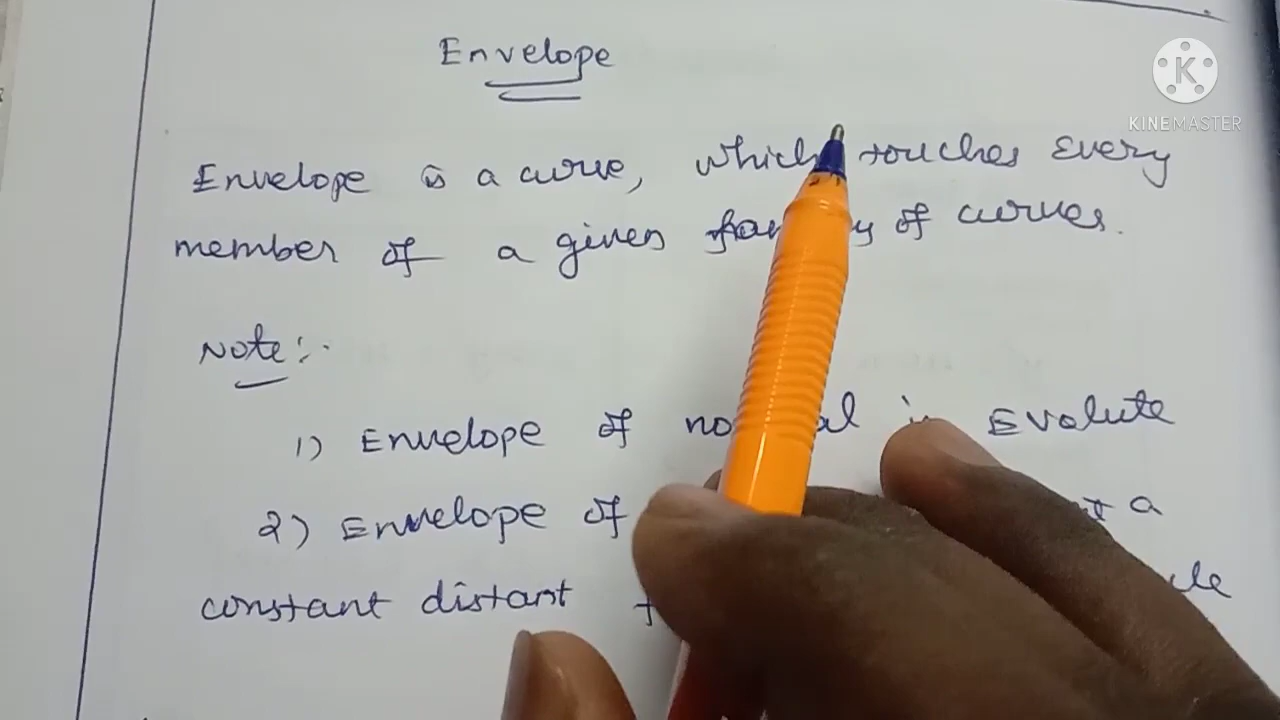 Envelope
K
KINEMASTER
Envelope is a curve, which touches Every
member of a given of curves.
Note:-
1) Envelope of is Evolute
2) Envelope of a
constant distant